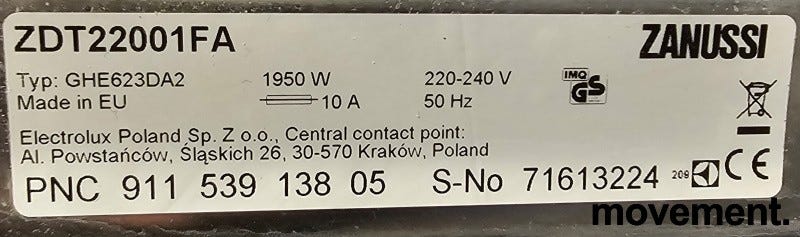 ZDT22001FA ZANUSSI
Typ: GHE623DA2 1950 W 220-240 V IMQ GS
Made in EU 10 A 50 Hz
Electrolux Poland Sp. Z o.o., Central contact point:
Al. Powstańców, Śląskich 26, 30-570 Kraków, Poland
PNC 911 539 138 05 S-No 71613224 209 CE
movement.